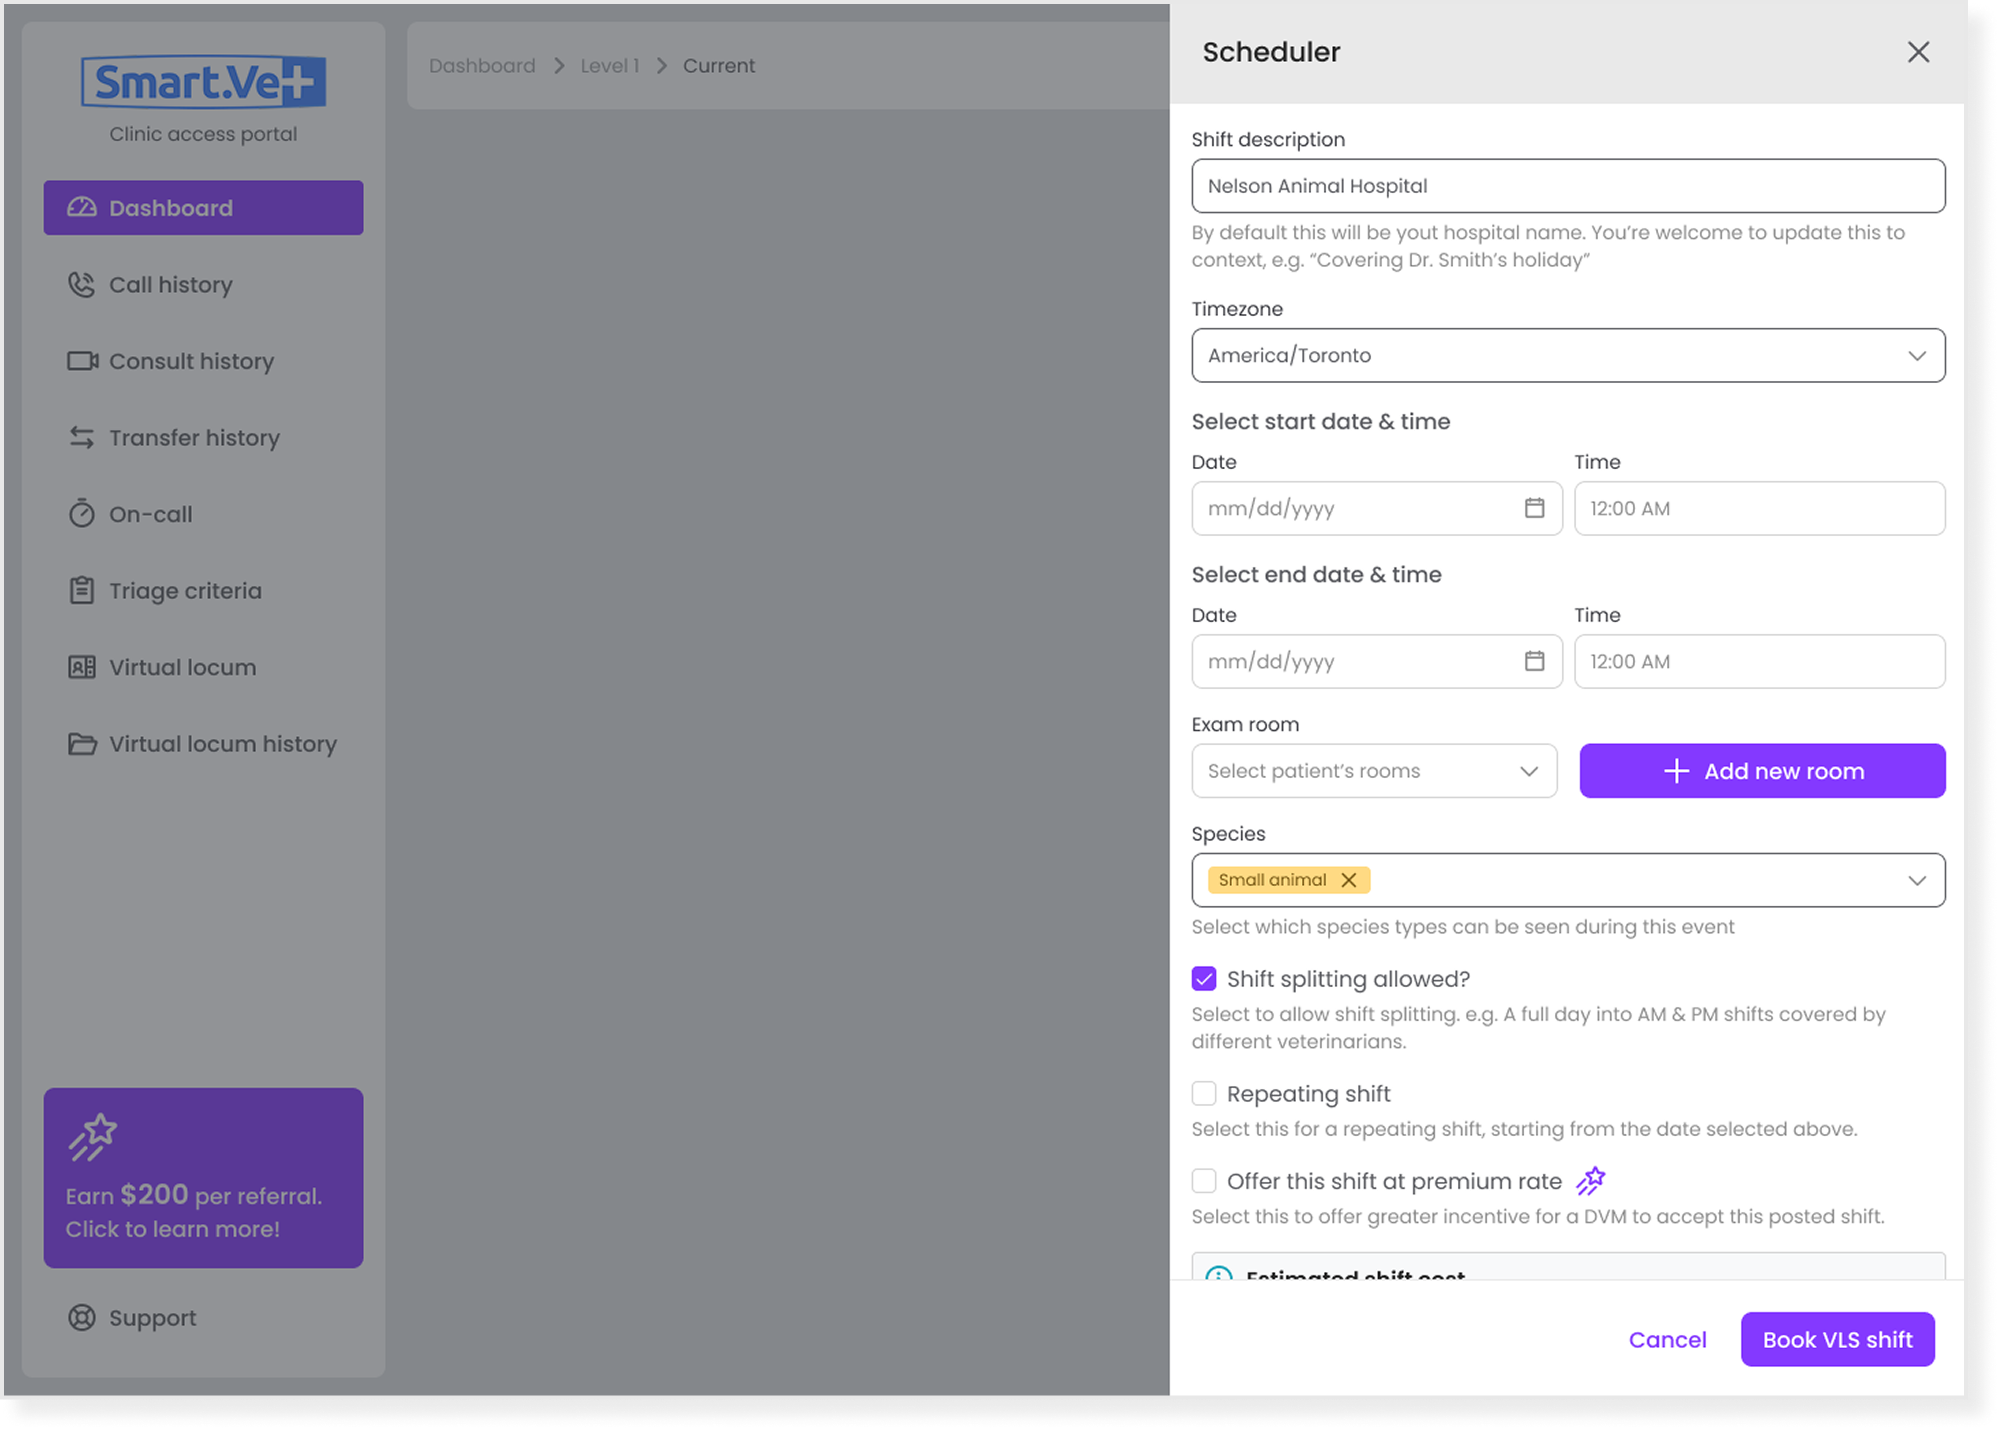 Smart.Vet
Clinic access portal
Dashboard
Call history
Consult history
Transfer history
On-call
Triage criteria
Virtual locum
Virtual locum history
Earn $200 per referral.
Click to learn more!
Support
Dashboard > Level 1 > Current
Scheduler
Shift description
Nelson Animal Hospital
By default this will be yout hospital name. You’re welcome to update this to
context, e.g. “Covering Dr. Smith’s holiday”
Timezone
America/Toronto
Select start date & time
Date Time
mm/dd/yyyy 12:00 AM
Select end date & time
Date Time
mm/dd/yyyy 12:00 AM
Exam room
Select patient’s rooms + Add new room
Species
Small animal
Select which species types can be seen during this event
Shift splitting allowed?
Select to allow shift splitting. e.g. A full day into AM & PM shifts covered by
different veterinarians.
Repeating shift
Select this for a repeating shift, starting from the date selected above.
Offer this shift at premium rate
Select this to offer greater incentive for a DVM to accept this posted shift.
Estimated shift cost
Cancel Book VLS shift